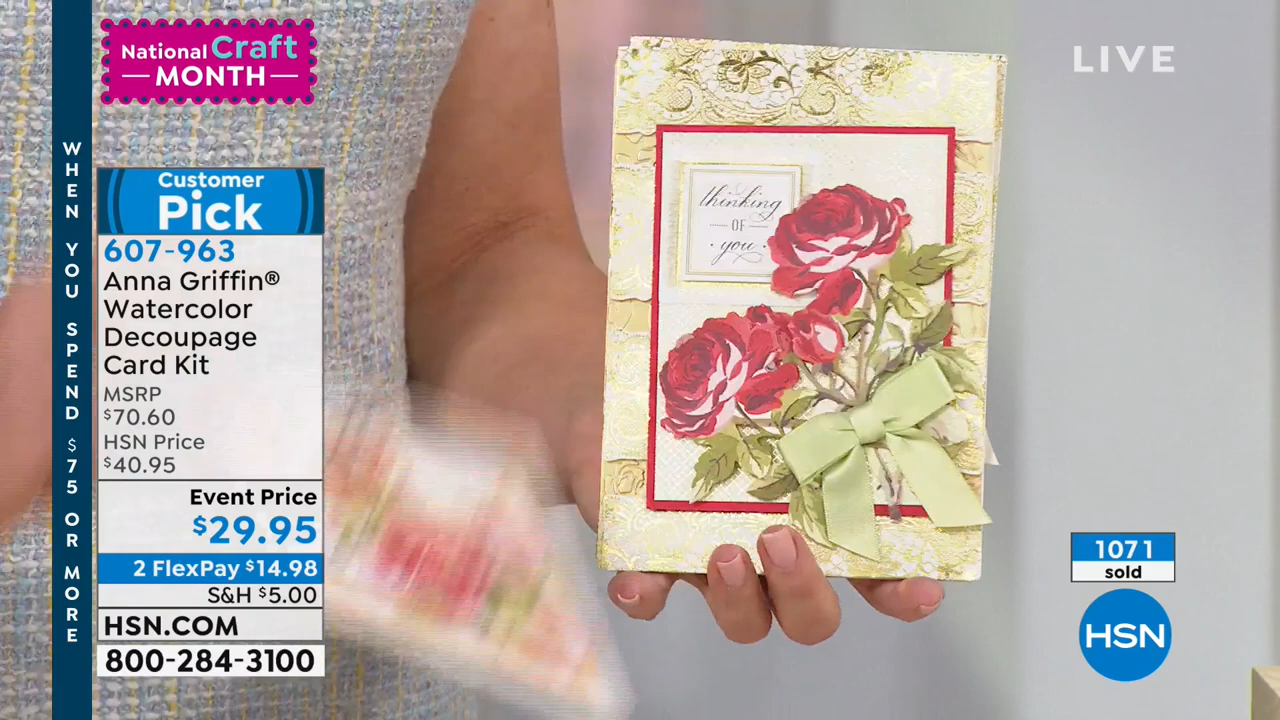 National Craft
MONTH
LIVE
WHEN YOU SPEND $75 OR MORE
Customer
Pick
607-963
Anna Griffin®
Watercolor
Decoupage
Card Kit
MSRP
$70.60
HSN Price
$40.95
Event Price
$29.95
2 FlexPay $14.98
S&H $5.00
HSN.COM
800-284-3100
thinking
OF
you
1071
sold
HSN